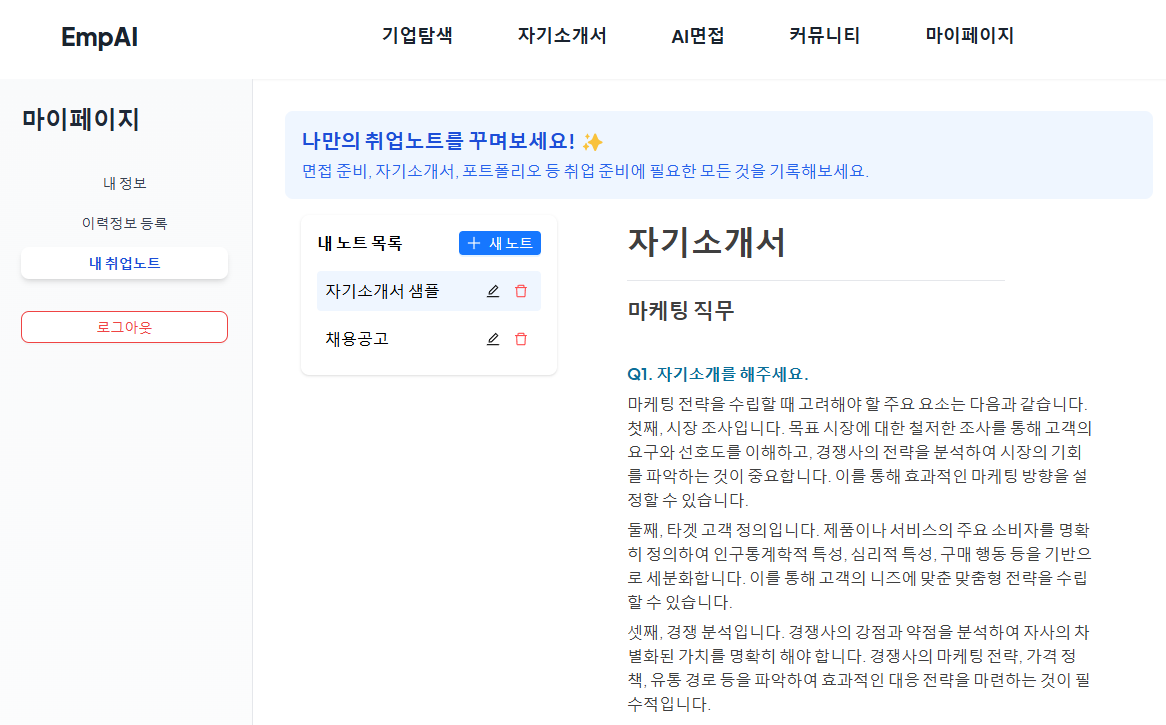 EmpAI
기업탐색 자기소개서 AI면접 커뮤니티 마이페이지
마이페이지
내 정보
이력정보 등록
내 취업노트
로그아웃
나만의 취업노트를 꾸며보세요! ✨
면접 준비, 자기소개서, 포트폴리오 등 취업 준비에 필요한 모든 것을 기록해보세요.
내 노트 목록
+ 새 노트
자기소개서 샘플
채용공고
자기소개서
마케팅 직무
Q1. 자기소개를 해주세요.
마케팅 전략을 수립할 때 고려해야 할 주요 요소는 다음과 같습니다.
첫째, 시장 조사입니다. 목표 시장에 대한 철저한 조사를 통해 고객의
요구와 선호도를 이해하고, 경쟁사의 전략을 분석하여 시장의 기회
를 파악하는 것이 중요합니다. 이를 통해 효과적인 마케팅 방향을 설
정할 수 있습니다.
둘째, 타겟 고객 정의입니다. 제품이나 서비스의 주요 소비자를 명확
히 정의하여 인구통계학적 특성, 심리적 특성, 구매 행동 등을 기반으
로 세분화합니다. 이를 통해 고객의 니즈에 맞춘 맞춤형 전략을 수립
할 수 있습니다.
셋째, 경쟁 분석입니다. 경쟁사의 강점과 약점을 분석하여 자사의 차
별화된 가치를 명확히 해야 합니다. 경쟁사의 마케팅 전략, 가격 정
책, 유통 경로 등을 파악하여 효과적인 대응 전략을 마련하는 것이 필
수적입니다.